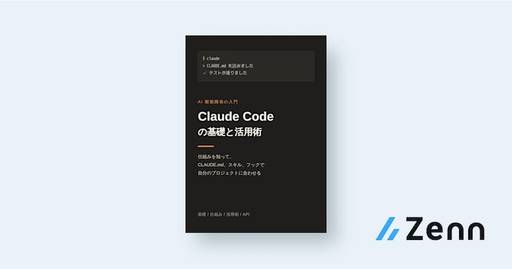 claude
> CLAUDE.md を読みました
✓ テストが通りました
AI 駆動開発の入門
Claude Code
の基礎と活用術
仕組みを知って、
CLAUDE.md、スキル、フックで
自分のプロジェクトに合わせる
基礎 / 仕組み / 活用術 / API
Zenn